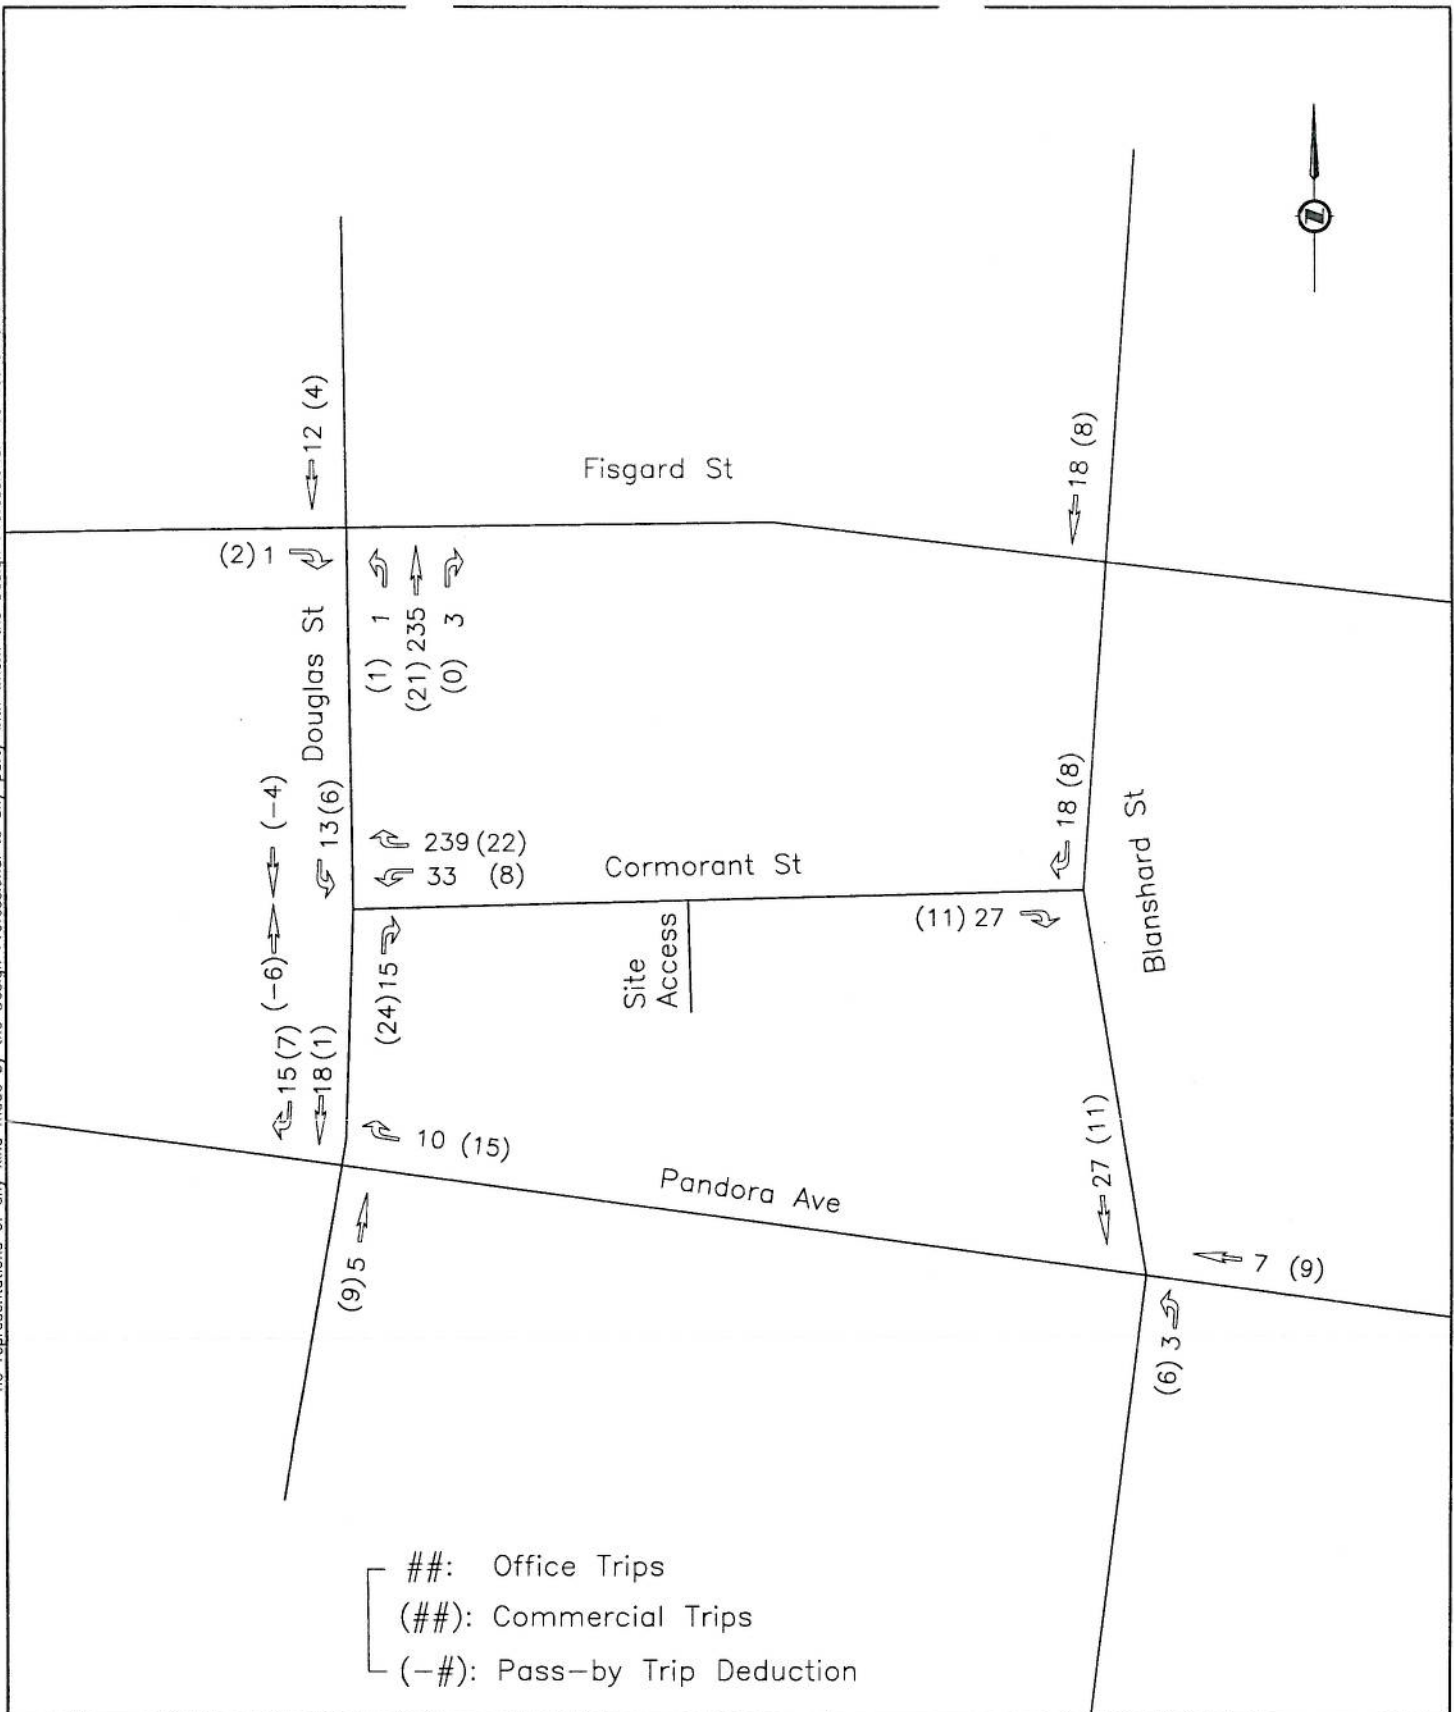 12 (4)
18 (8)
Fisgard St
(2) 1
(1) 1
(21) 235
(0) 3
Douglas St
(-4)
13 (6)
18 (8)
239 (22)
33 (8)
Cormorant St
Blanshard St
(11) 27
Site
Access
(-6)
(24) 15
15 (7)
18 (1)
10 (15)
27 (11)
Pandora Ave
(9) 5
7 (9)
(6) 3
##: Office Trips
(##): Commercial Trips
(-#): Pass-by Trip Deduction
N